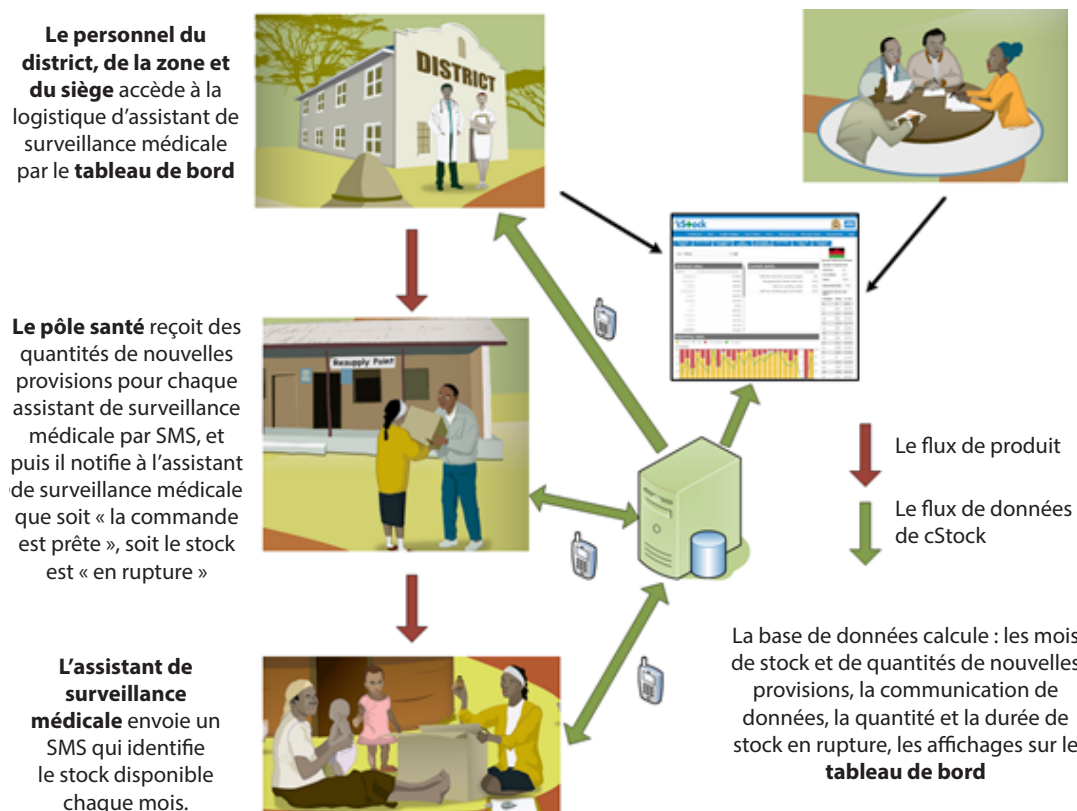 Le personnel du
district, de la zone et
du siège accède à la
logistique d’assistant de
surveillance médicale
par le tableau de bord
DISTRICT
cStock
Le pôle santé reçoit des
quantités de nouvelles
provisions pour chaque
assistant de surveillance
médicale par SMS, et
puis il notifie à l’assistant
de surveillance médicale
que soit « la commande
est prête », soit le stock
est « en rupture »
Resupply Point
Le flux de produit
Le flux de données
de cStock
L’assistant de
surveillance
médicale envoie un
SMS qui identifie
le stock disponible
chaque mois.
La base de données calcule : les mois
de stock et de quantités de nouvelles
provisions, la communication de
données, la quantité et la durée de
stock en rupture, les affichages sur le
tableau de bord